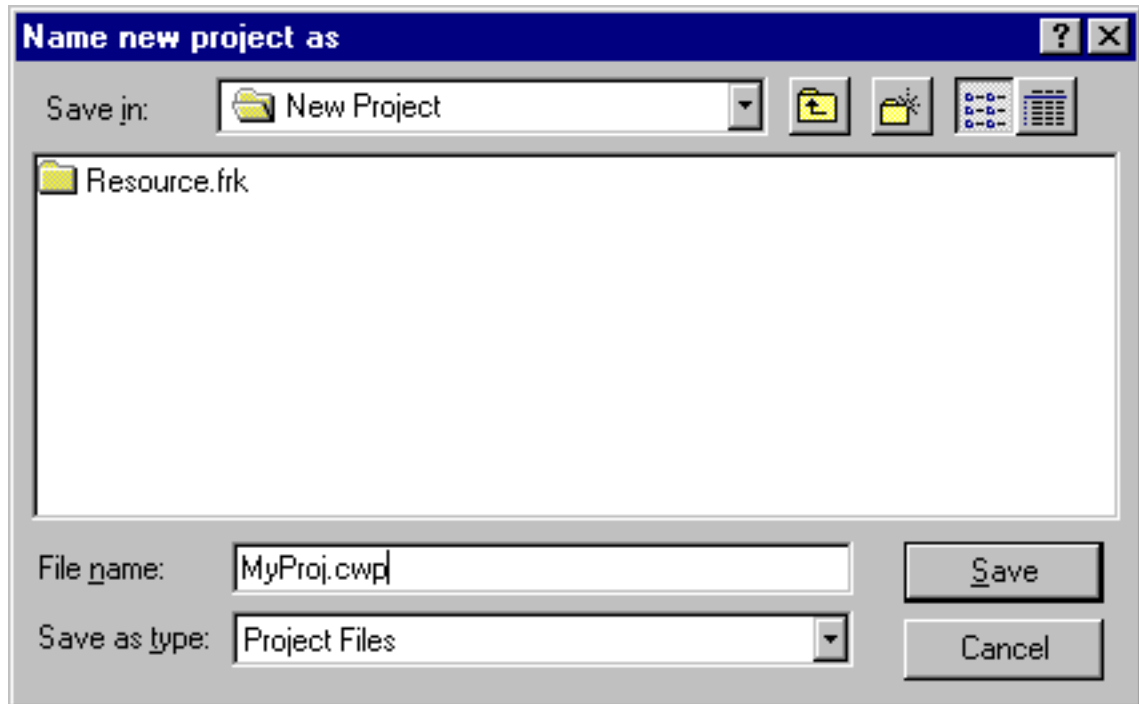 Name new project as
Save in: New Project
Resource.frk
File name: MyProj.cwp Save
Save as type: Project Files Cancel